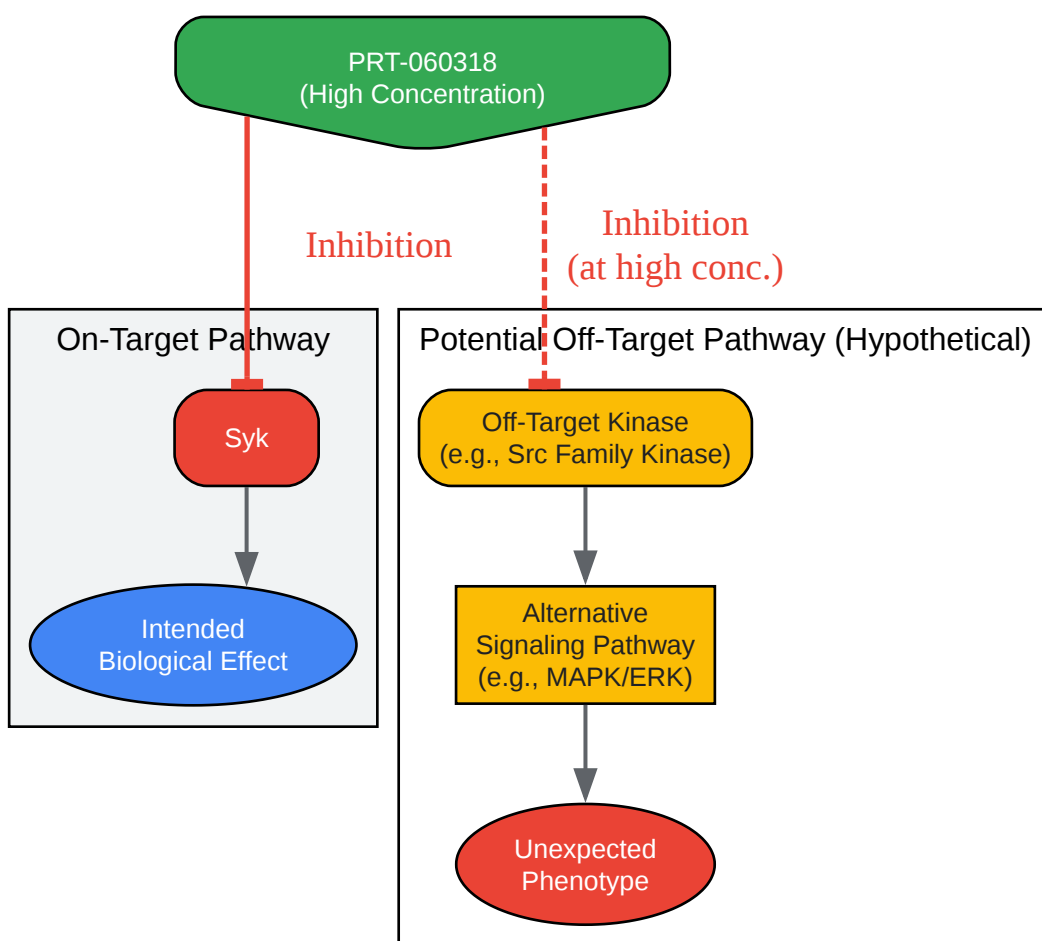 PRT-060318
(High Concentration)
Inhibition
Inhibition
(at high conc.)
On-Target Pathway
Syk
Intended
Biological Effect
Potential Off-Target Pathway (Hypothetical)
Off-Target Kinase
(e.g., Src Family Kinase)
Alternative
Signaling Pathway
(e.g., MAPK/ERK)
Unexpected
Phenotype